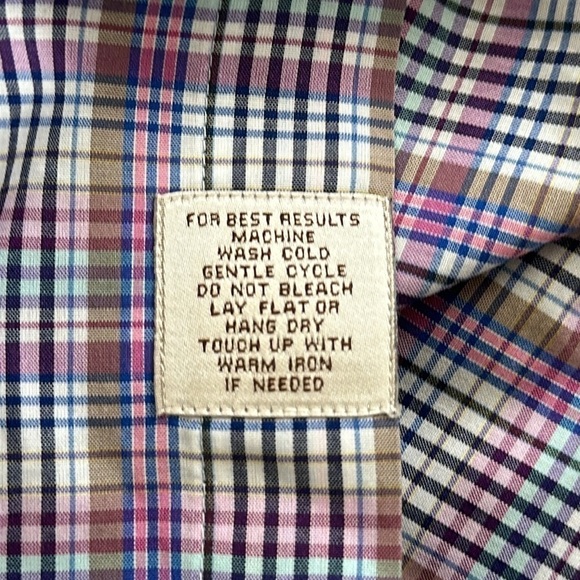 FOR BEST RESULTS
MACHINE
WASH COLD
GENTLE CYCLE
DO NOT BLEACH
LAY FLAT OR
HANG DRY
TOUCH UP WITH
WARM IRON
IF NEEDED